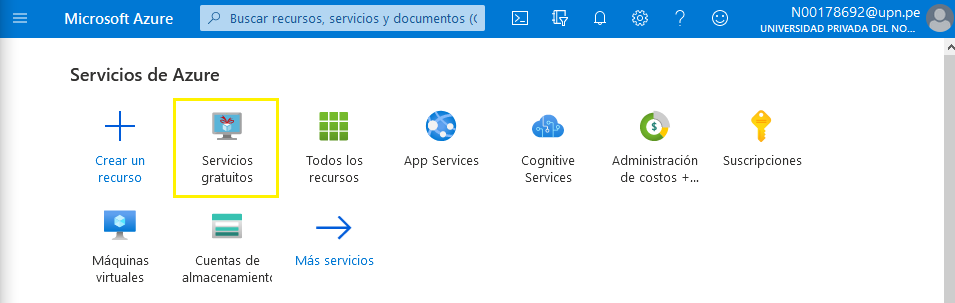 Microsoft Azure
Buscar recursos, servicios y documentos (G
N00178692@upn.pe
UNIVERSIDAD PRIVADA DEL NO...
Servicios de Azure
Crear un
recurso
Servicios
gratuitos
Todos los
recursos
App Services
Cognitive
Services
Administración
de costos +...
Suscripciones
Máquinas
virtuales
Cuentas de
almacenamiento
Más servicios